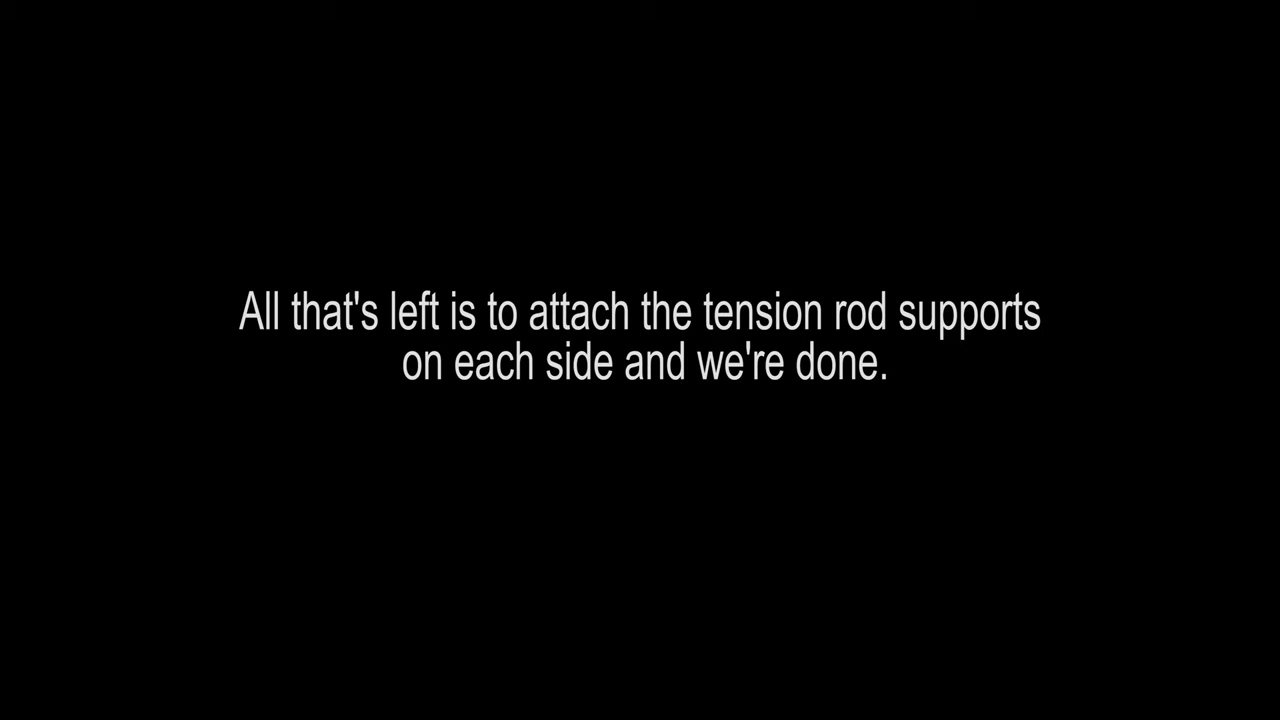 All that's left is to attach the tension rod supports
on each side and we're done.